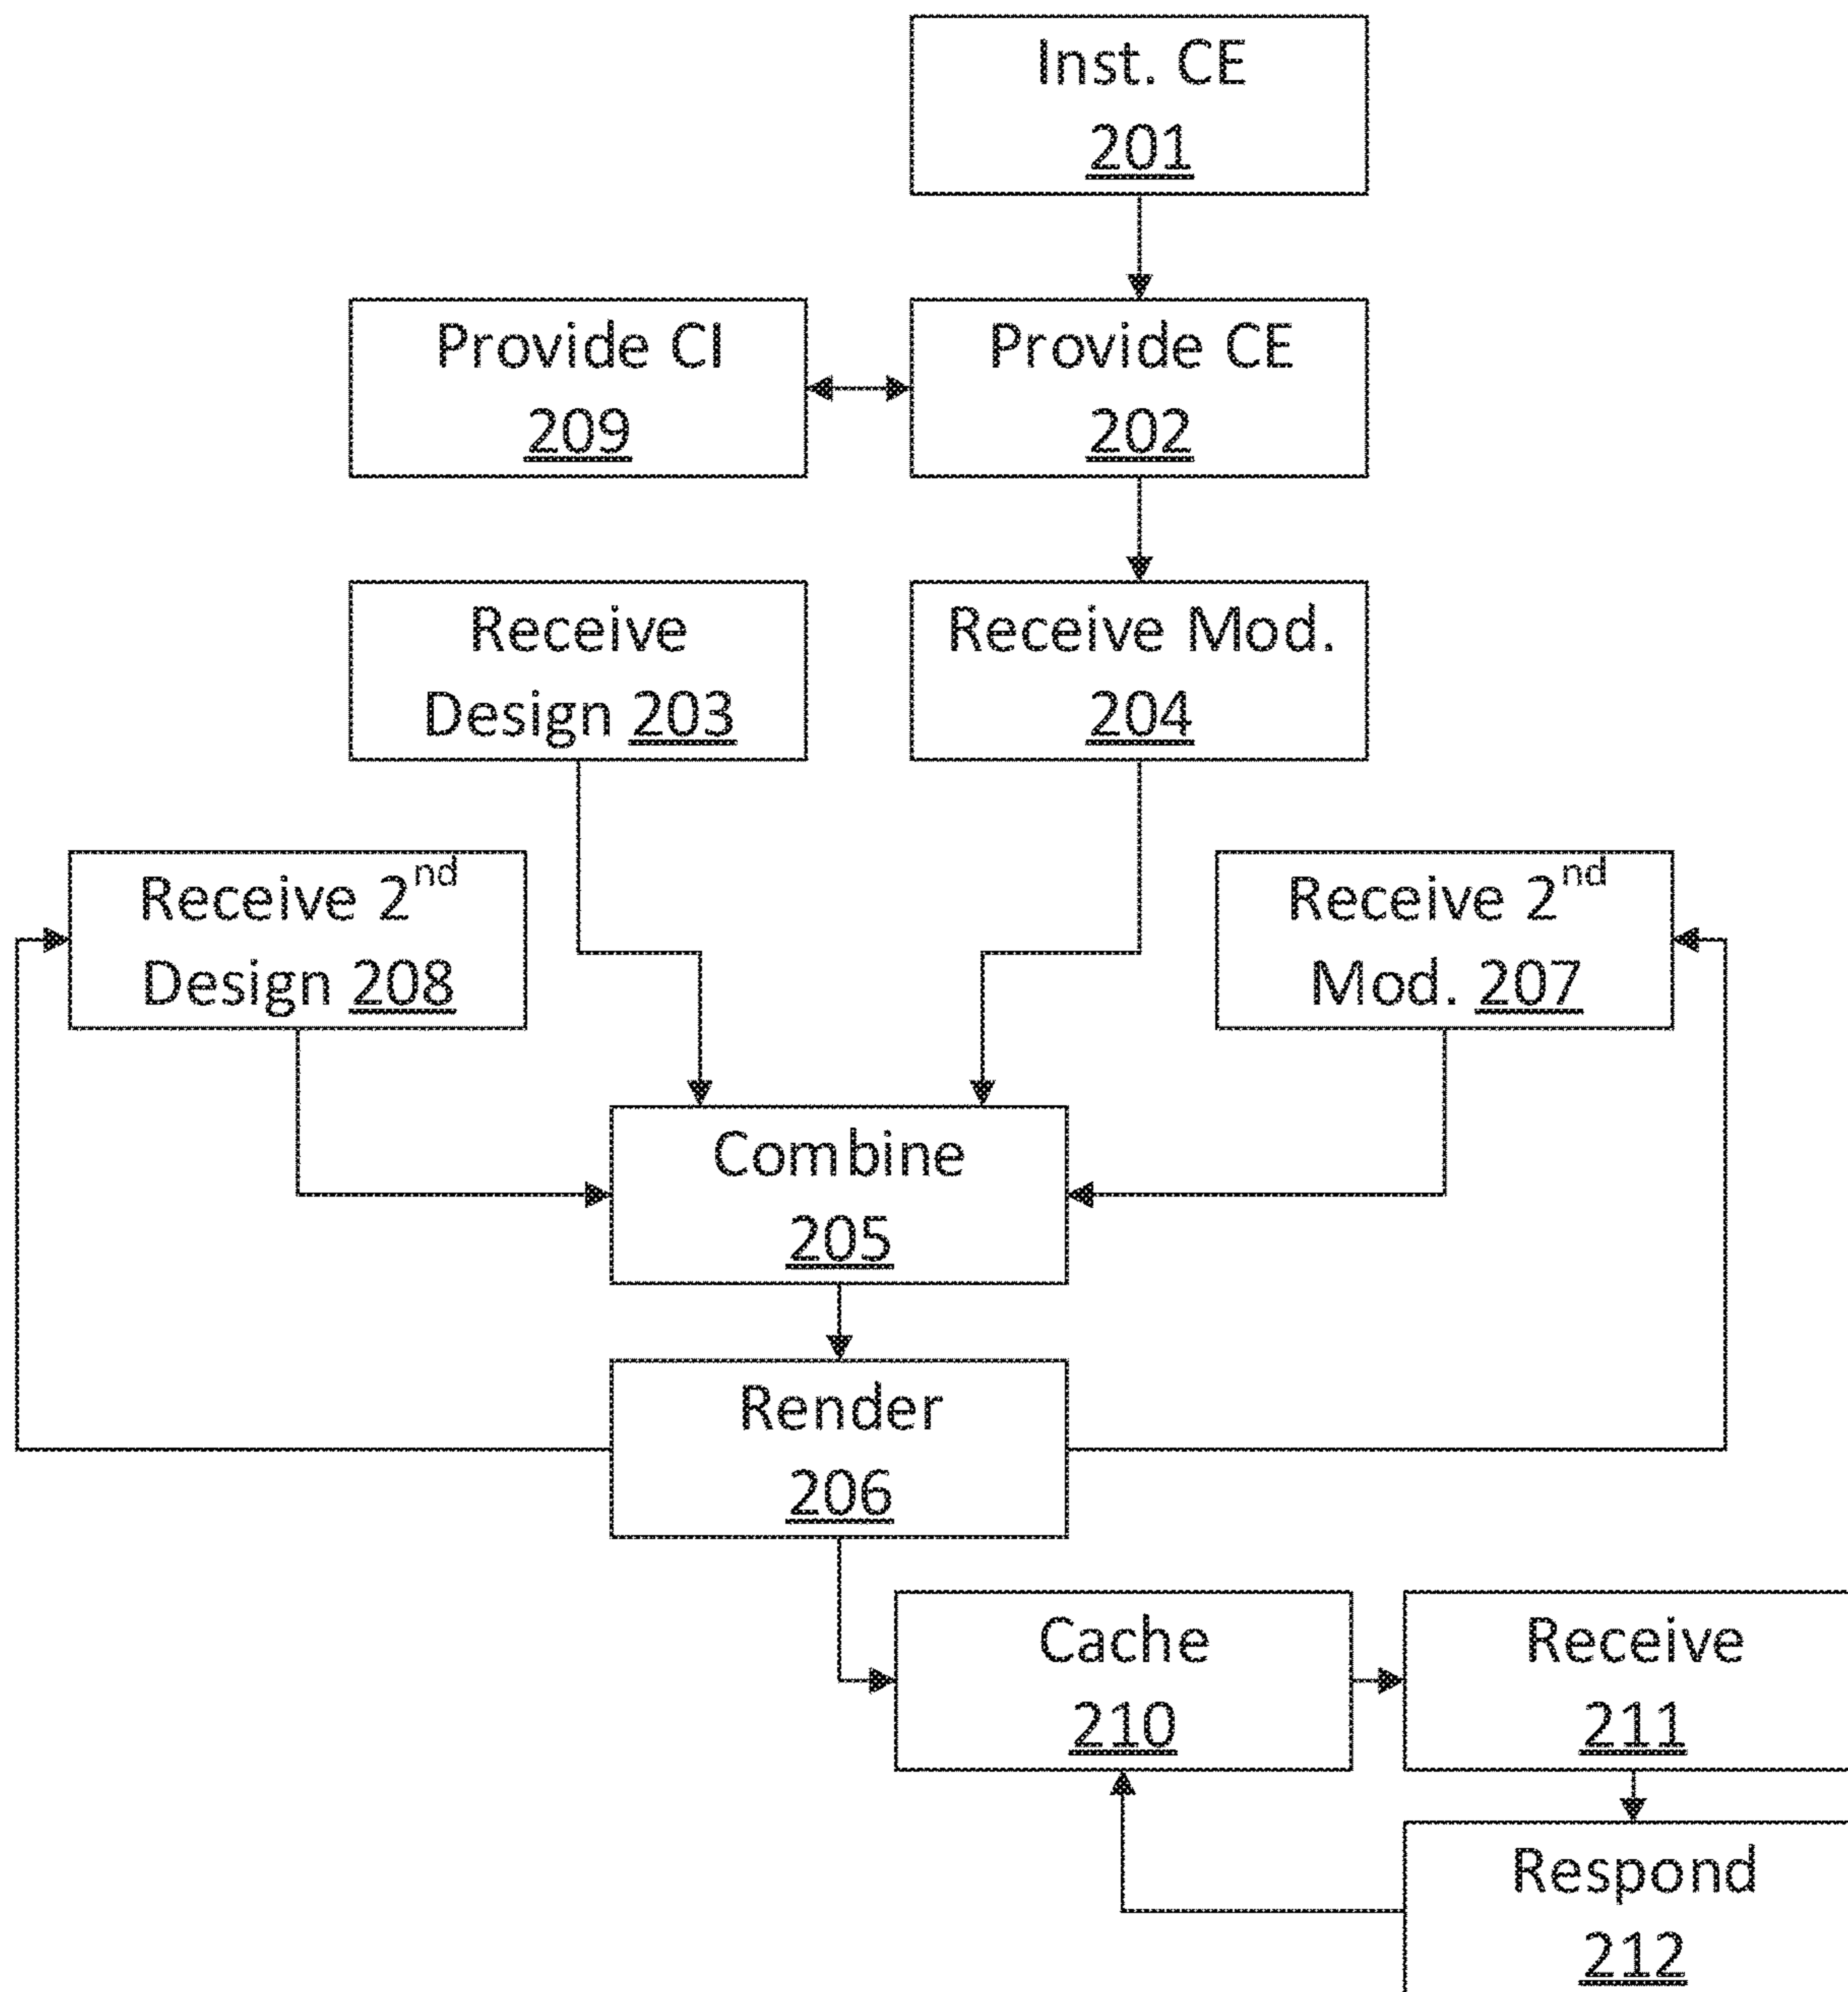 Inst. CE
201
Provide CI
209
Provide CE
202
Receive
Design 203
Receive Mod.
204
Receive 2nd
Design 208
Receive 2nd
Mod. 207
Combine
205
Render
206
Cache
210
Receive
211
Respond
212